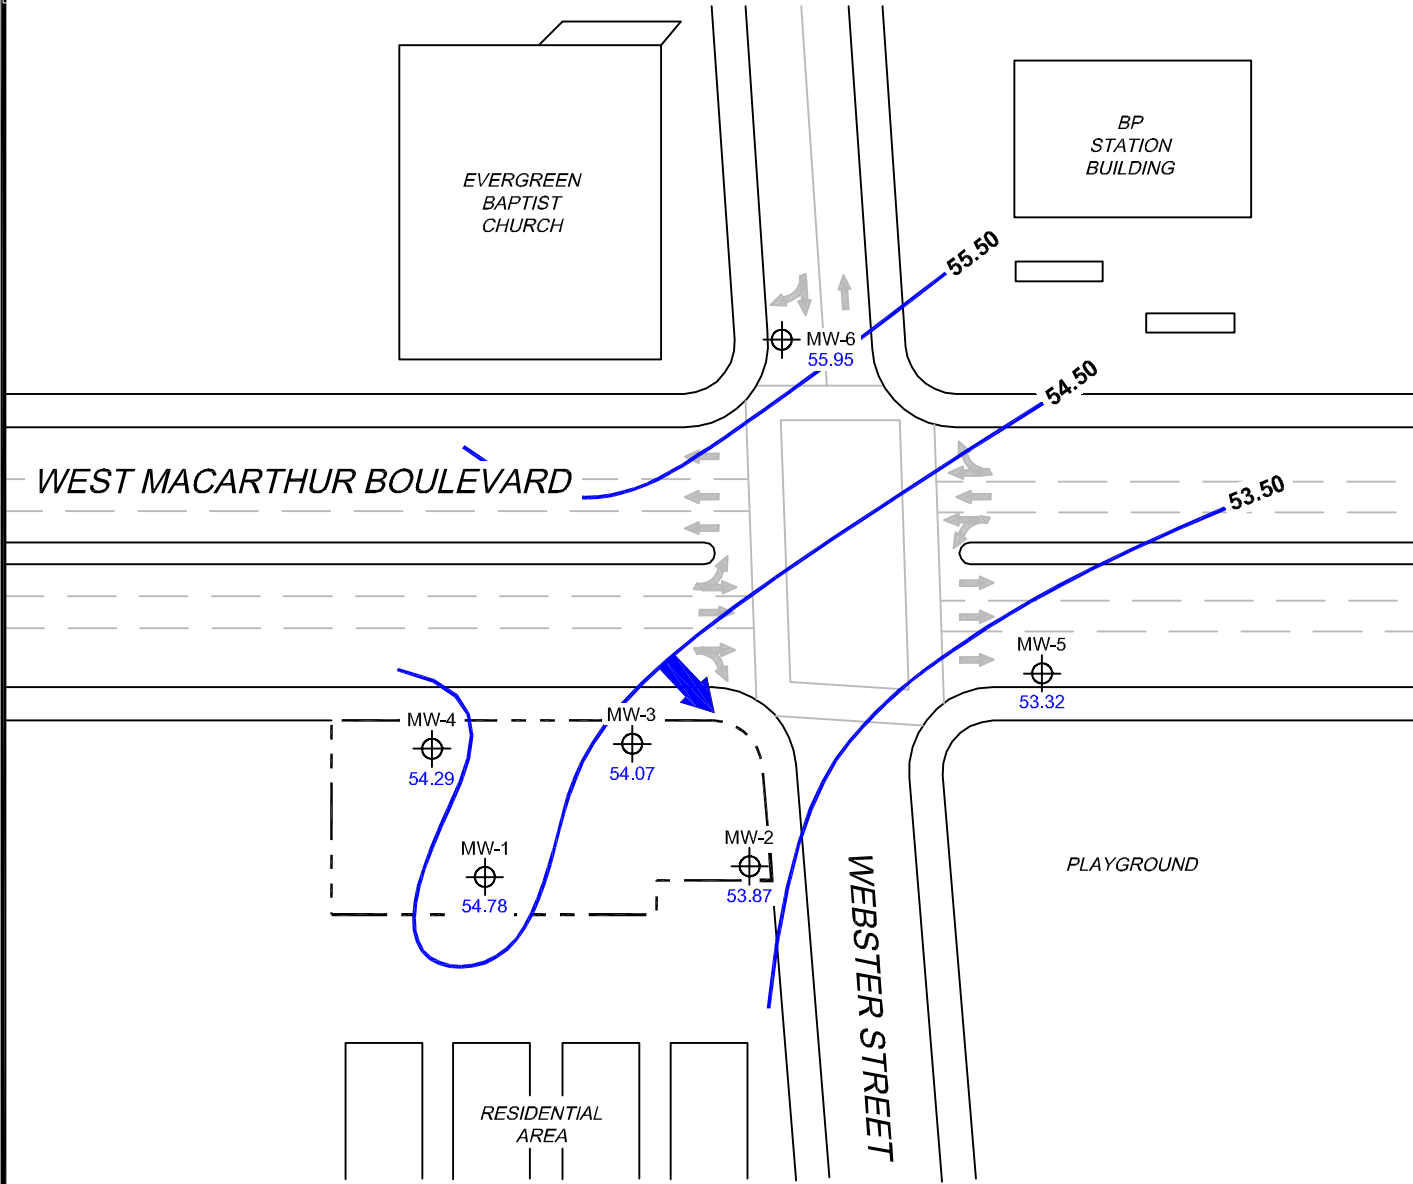 BP
STATION
BUILDING
EVERGREEN
BAPTIST
CHURCH
55.50
MW-6
55.95
54.50
WEST MACARTHUR BOULEVARD
53.50
MW-5
53.32
MW-4
54.29
MW-3
54.07
MW-1
54.78
MW-2
53.87
PLAYGROUND
WEBSTER STREET
RESIDENTIAL
AREA